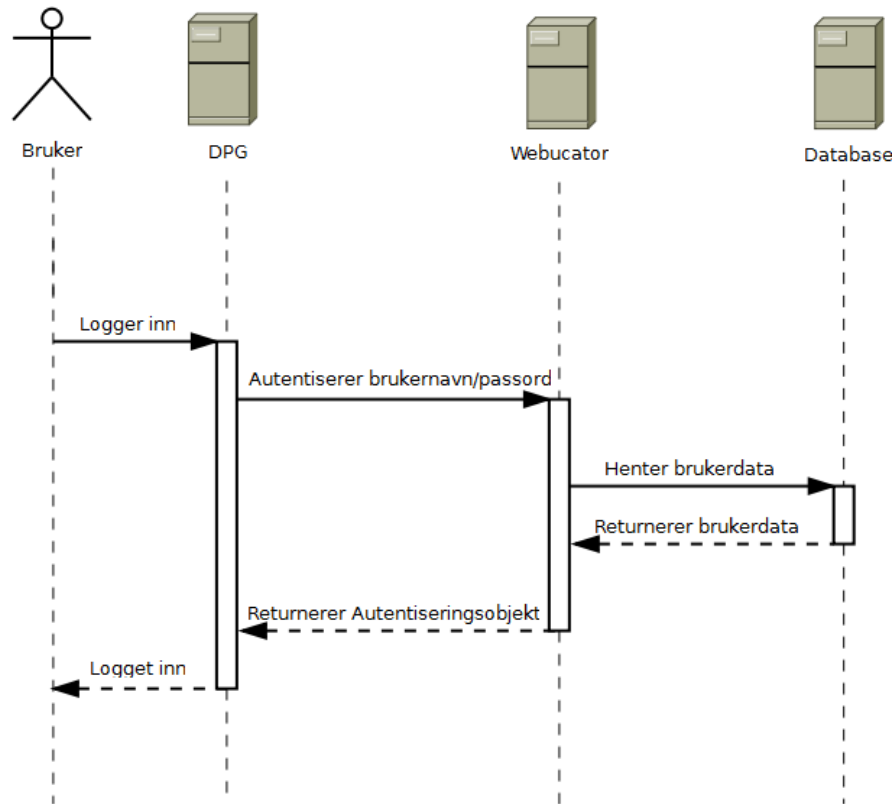 Bruker
DPG
Webucator
Database
Logger inn
Autentiserer brukernavn/passord
Henter brukerdata
Returnerer brukerdata
Returnerer Autentiseringsobjekt
Logget inn